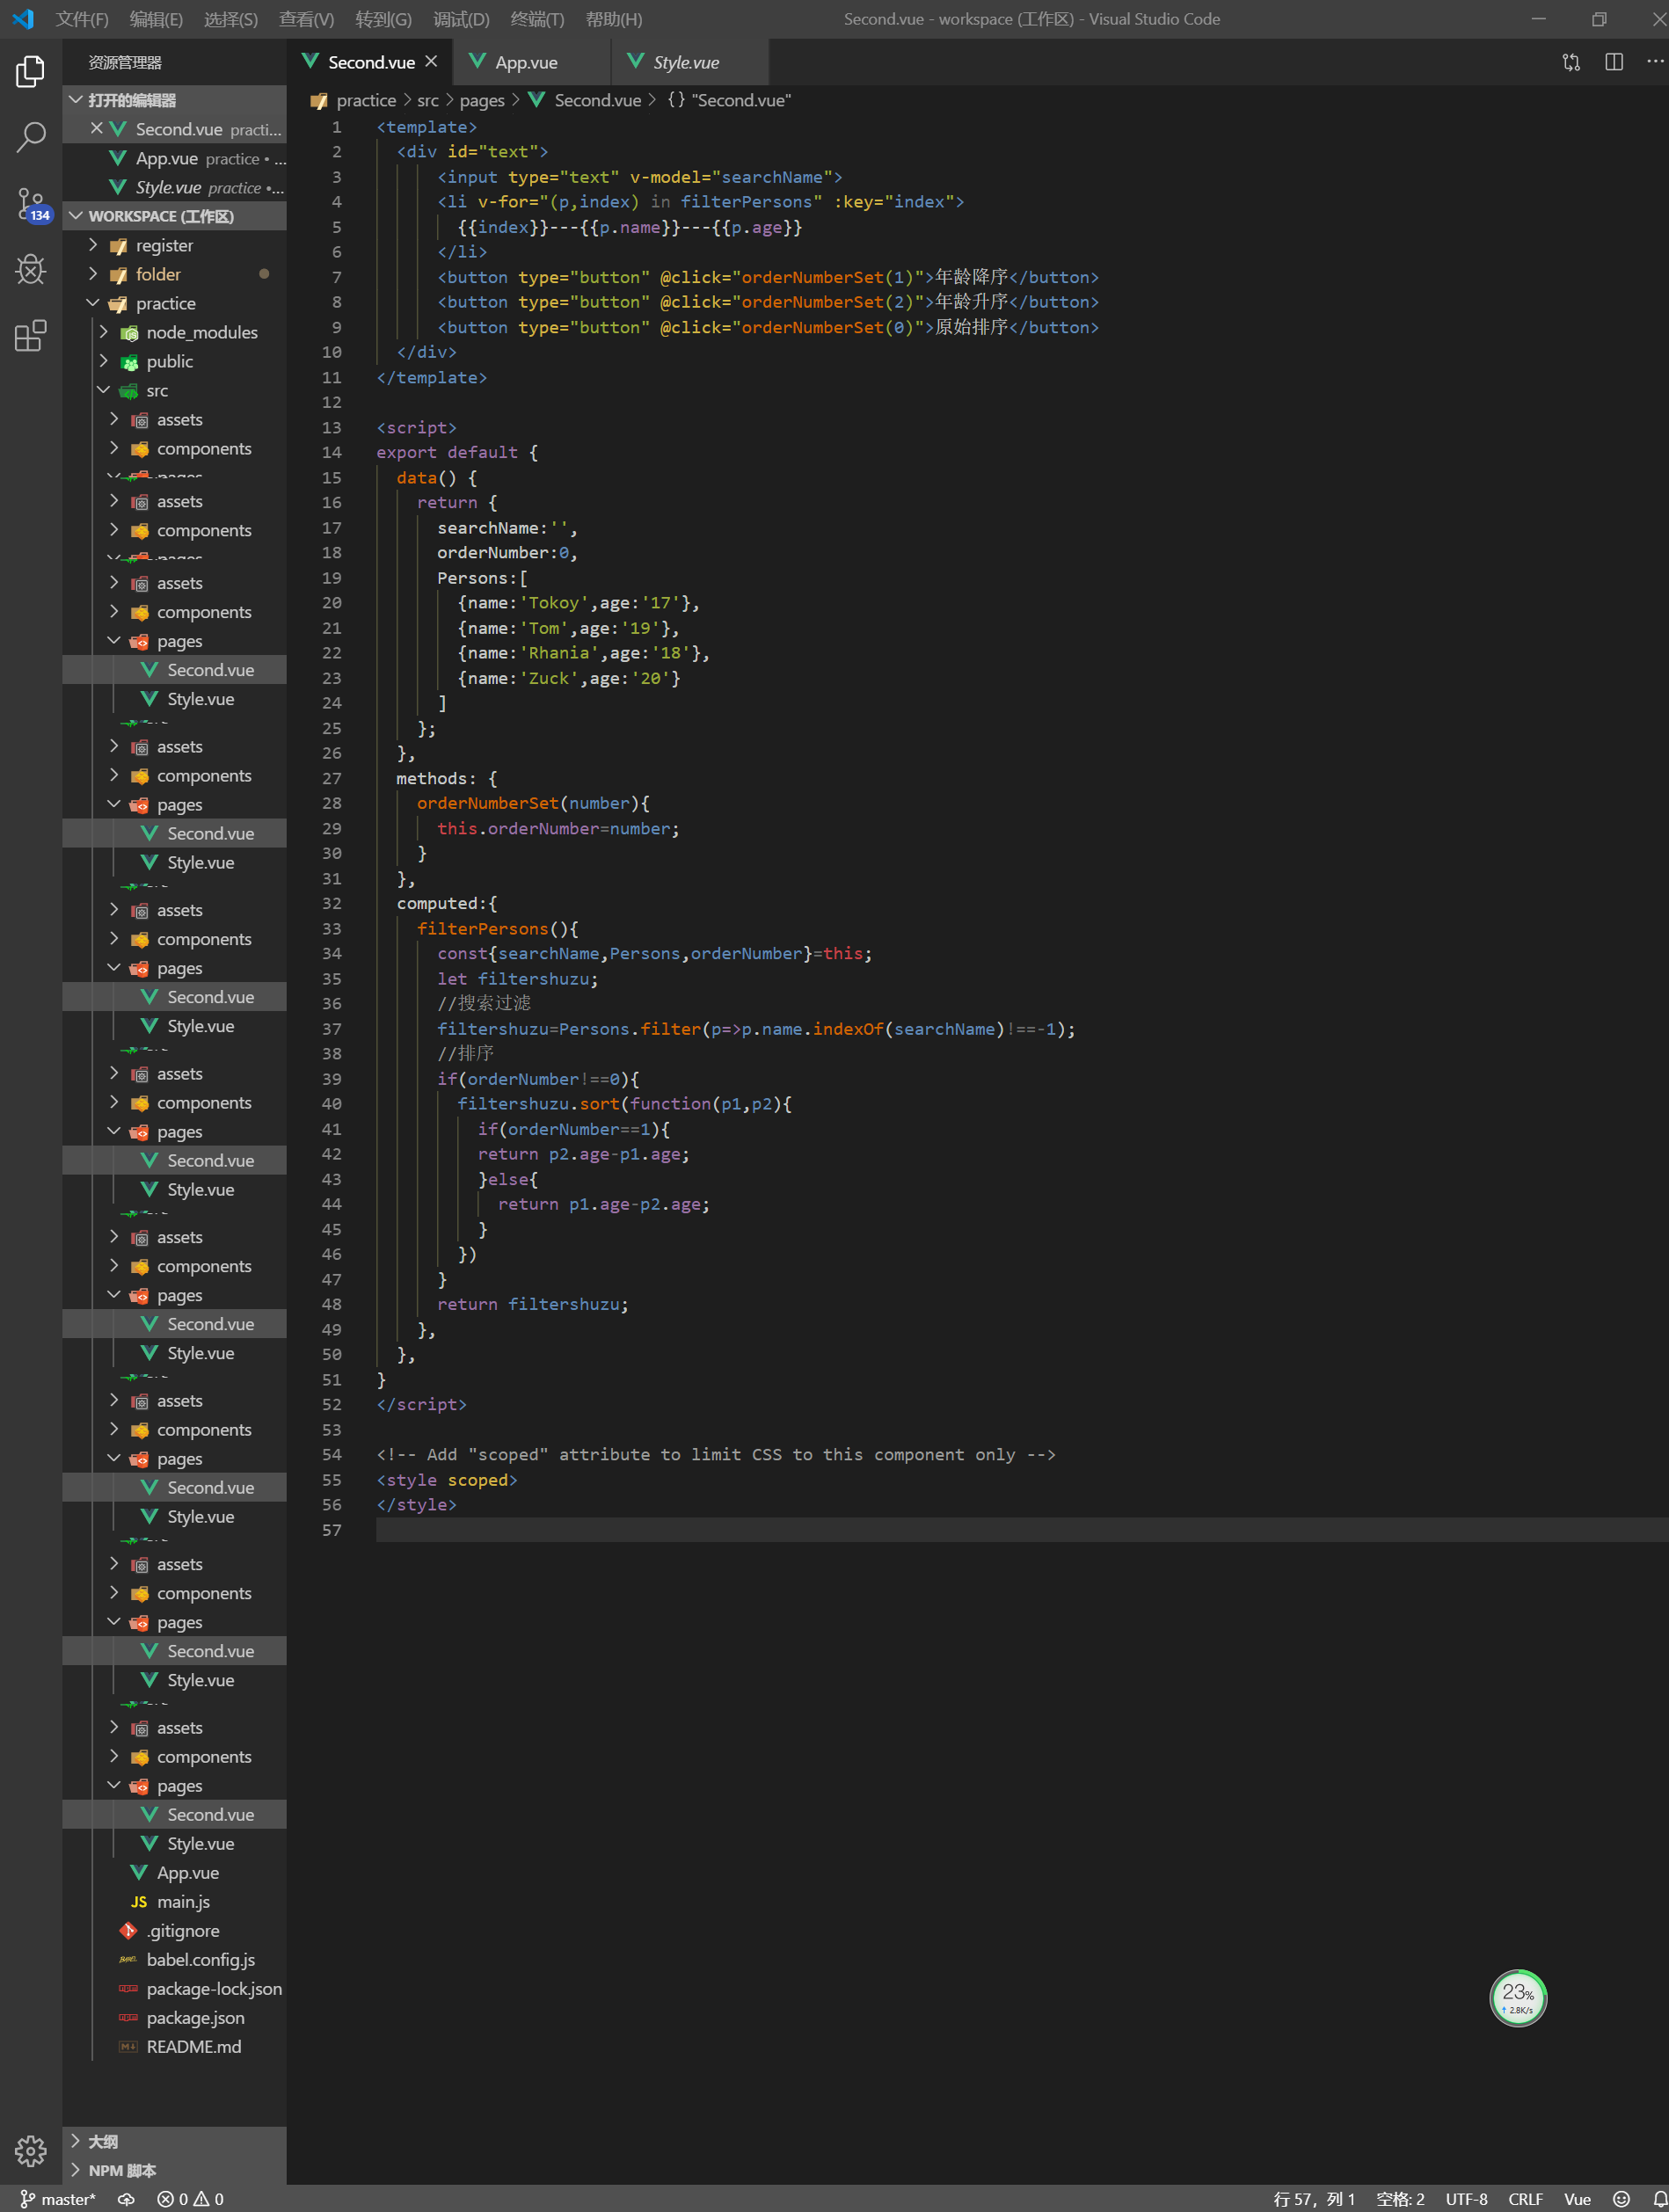 文件(F) 编辑(E) 选择(S) 查看(V) 转到(G) 调试(D) 终端(T) 帮助(H) Second.vue - workspace (工作区) - Visual Studio Code
资源管理器
打开的编辑器
Second.vue practi...
App.vue practice • ...
Style.vue practice •...
WORKSPACE (工作区)
134
register
folder
practice
node_modules
public
src
assets
components
assets
components
assets
components
pages
Second.vue
Style.vue
assets
components
pages
Second.vue
Style.vue
assets
components
pages
Second.vue
Style.vue
assets
components
pages
Second.vue
Style.vue
assets
components
pages
Second.vue
Style.vue
assets
components
pages
Second.vue
Style.vue
assets
components
pages
Second.vue
Style.vue
assets
components
pages
Second.vue
Style.vue
App.vue
JS main.js
.gitignore
babel.config.js
package-lock.json
package.json
README.md
大纲
NPM 脚本
Second.vue App.vue Style.vue
practice > src > pages > Second.vue > {} "Second.vue"
1 <template>
2 <div id="text">
3 <input type="text" v-model="searchName">
4 <li v-for="(p,index) in filterPersons" :key="index">
5 {{index}}---{{p.name}}---{{p.age}}
6 </li>
7 <button type="button" @click="orderNumberSet(1)">年龄降序</button>
8 <button type="button" @click="orderNumberSet(2)">年龄升序</button>
9 <button type="button" @click="orderNumberSet(0)">原始排序</button>
10 </div>
11 </template>
12
13 <script>
14 export default {
15 data() {
16 return {
17 searchName:'',
18 orderNumber:0,
19 Persons:[
20 {name:'Tokoy',age:'17'},
21 {name:'Tom',age:'19'},
22 {name:'Rhania',age:'18'},
23 {name:'Zuck',age:'20'}
24 ]
25 };
26 },
27 methods: {
28 orderNumberSet(number){
29 this.orderNumber=number;
30 }
31 },
32 computed:{
33 filterPersons(){
34 const{searchName,Persons,orderNumber}=this;
35 let filtershuzu;
36 //搜索过滤
37 filtershuzu=Persons.filter(p=>p.name.indexOf(searchName)!==-1);
38 //排序
39 if(orderNumber!==0){
40 filtershuzu.sort(function(p1,p2){
41 if(orderNumber==1){
42 return p2.age-p1.age;
43 }else{
44 return p1.age-p2.age;
45 }
46 })
47 }
48 return filtershuzu;
49 },
50 },
51 }
52 </script>
53
54 <!-- Add "scoped" attribute to limit CSS to this component only -->
55 <style scoped>
56 </style>
57
23%
↑ 2.8K/s
master* 0 0 行 57，列 1 空格: 2 UTF-8 CRLF Vue